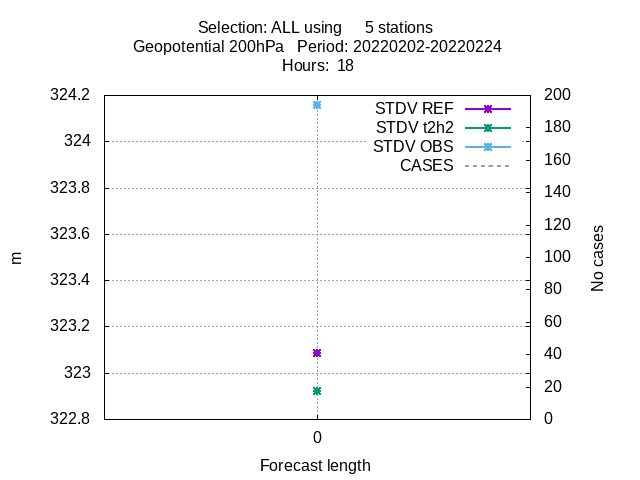 Selection: ALL using 5 stations
Geopotential 200hPa Period: 20220202-20220224
Hours: 18
324.2
324
323.8
323.6
323.4
323.2
323
322.8
m
STDV REF
STDV t2h2
STDV OBS
CASES
200
180
160
140
120
100
80
60
40
20
0
No cases
0
Forecast length